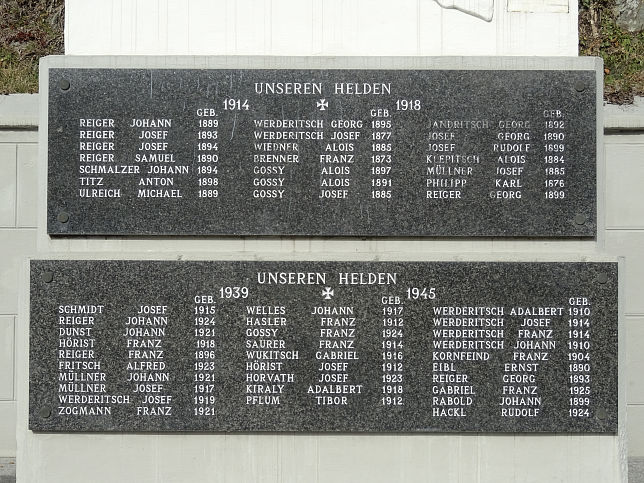 UNSEREN HELDEN
1914 1918
GEB. GEB. GEB.
REIGER JOHANN 1889 WERDERITSCH GEORG 1895 JANDRITSCH GEORG 1892
REIGER JOSEF 1893 WERDERITSCH JOSEF 1877 JOSEF GEORG 1890
REIGER JOSEF 1894 WIEDNER ALOIS 1885 JOSEF RUDOLF 1899
REIGER SAMUEL 1890 BRENNER FRANZ 1873 KLEPITSCH ALOIS 1884
SCHMALZER JOHANN 1894 GOSSY ALOIS 1897 MÜLLNER JOSEF 1885
TITZ ANTON 1898 GOSSY ALOIS 1891 PHILIPP KARL 1876
ULREICH MICHAEL 1889 GOSSY JOSEF 1885 REIGER GEORG 1899
UNSEREN HELDEN
1939 1945
GEB. GEB. GEB.
SCHMIDT JOSEF 1915 WELLES JOHANN 1917 WERDERITSCH ADALBERT 1910
REIGER JOHANN 1924 HASLER FRANZ 1912 WERDERITSCH JOSEF 1914
DUNST JOHANN 1921 GOSSY FRANZ 1924 WERDERITSCH FRANZ 1914
HÖRIST FRANZ 1918 SAURER FRANZ 1914 WERDERITSCH JOHANN 1910
REIGER FRANZ 1896 WUKITSCH GABRIEL 1916 KORNFEIND FRANZ 1904
FRITSCH ALFRED 1923 HÖRIST JOSEF 1912 EIBL ERNST 1890
MÜLLNER JOHANN 1921 HORVATH JOSEF 1923 REIGER GEORG 1893
MÜLLNER JOSEF 1917 KIRALY ADALBERT 1918 GABRIEL FRANZ 1925
WERDERITSCH JOSEF 1919 PFLUM TIBOR 1912 RABOLD JOHANN 1899
ZOGMANN FRANZ 1921 HACKL RUDOLF 1924